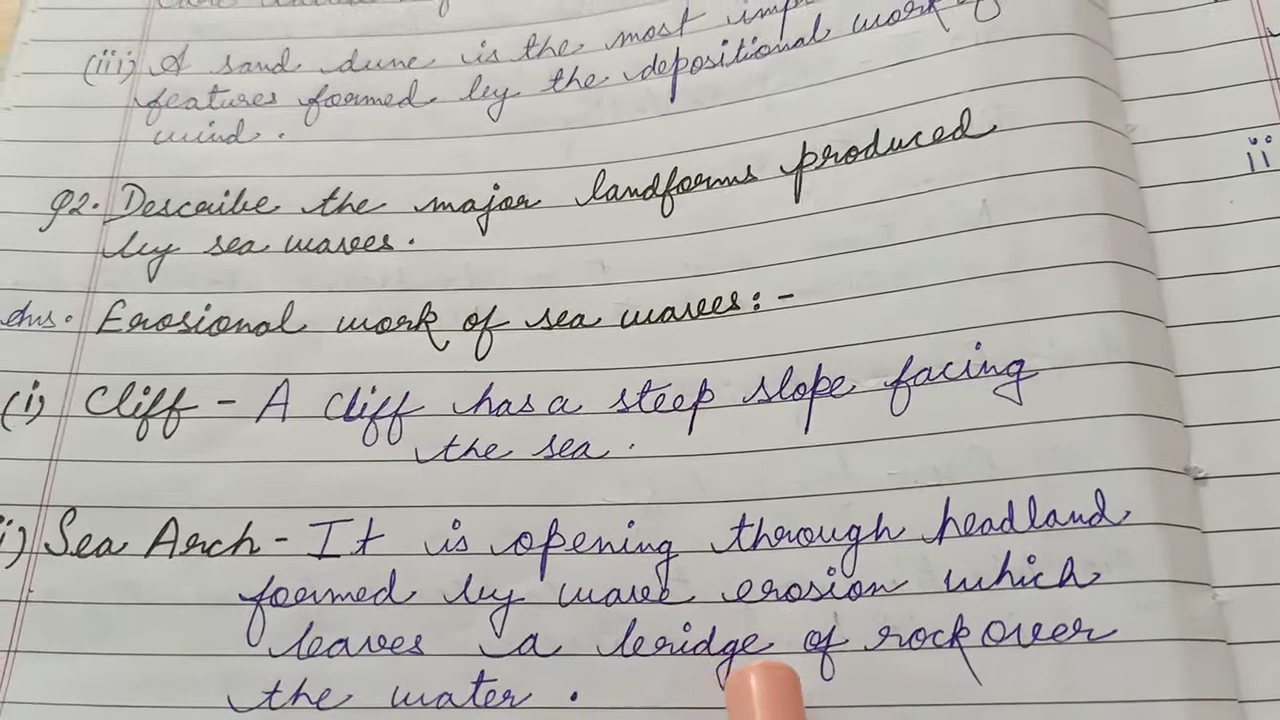 (iii) A sand dune is the most
features formed by the depositional work
wind.
Q2. Describe the major landforms produced
by sea waves.
Ans. Erosional work of sea waves:-
(i) Cliff - A cliff has a steep slope facing
the sea.
i) Sea Arch - It is opening through headland
formed by wave erosion which
leaves a bridge of rock over
the water.
ii